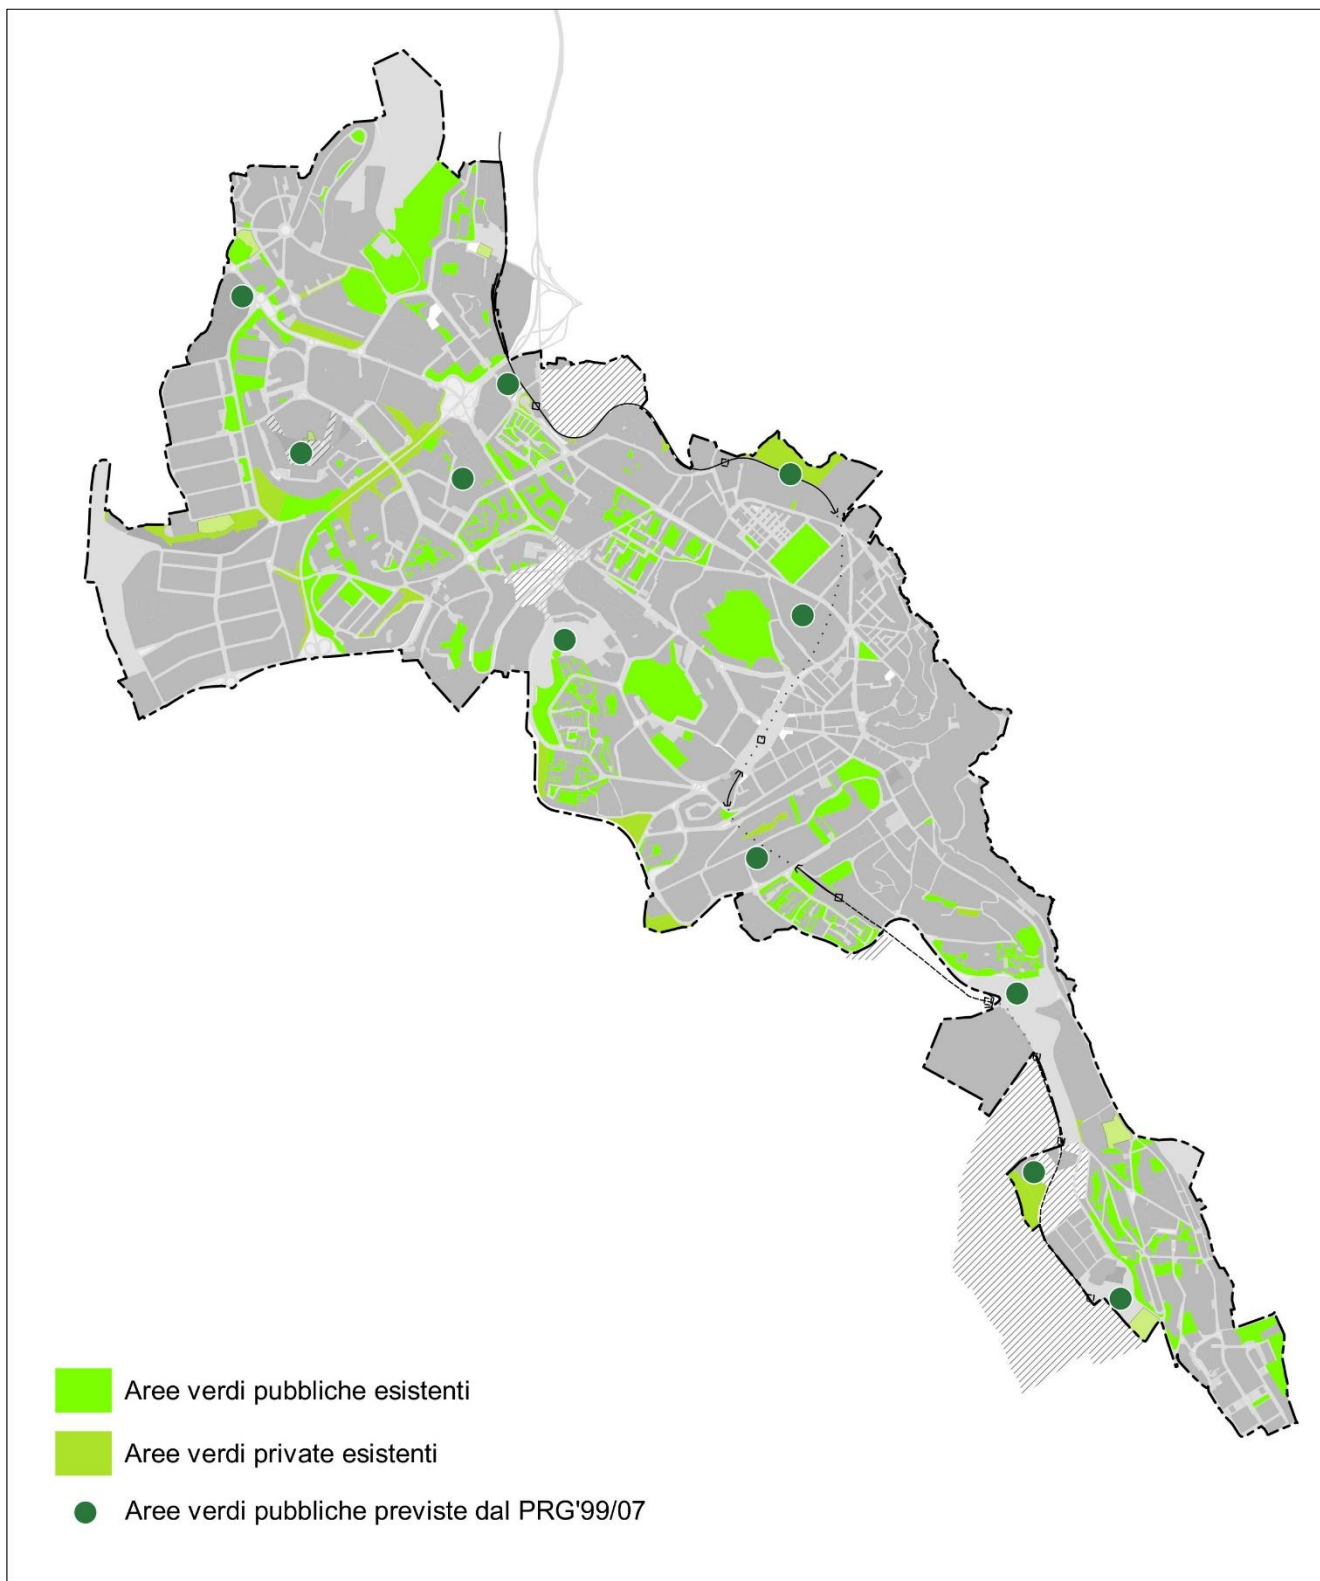 Aree verdi pubbliche esistenti
Aree verdi private esistenti
Aree verdi pubbliche previste dal PRG'99/07